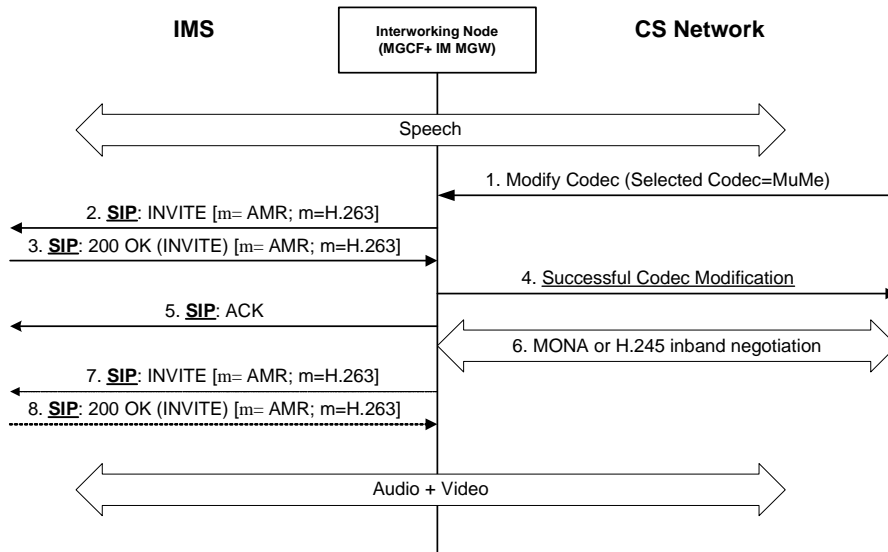 IMS
Interworking Node
(MGCF+ IM MGW)
CS Network
Speech
1. Modify Codec (Selected Codec=MuMe)
2. SIP: INVITE [m= AMR; m=H.263]
3. SIP: 200 OK (INVITE) [m= AMR; m=H.263]
4. Successful Codec Modification
5. SIP: ACK
6. MONA or H.245 inband negotiation
7. SIP: INVITE [m= AMR; m=H.263]
8. SIP: 200 OK (INVITE) [m= AMR; m=H.263]
Audio + Video